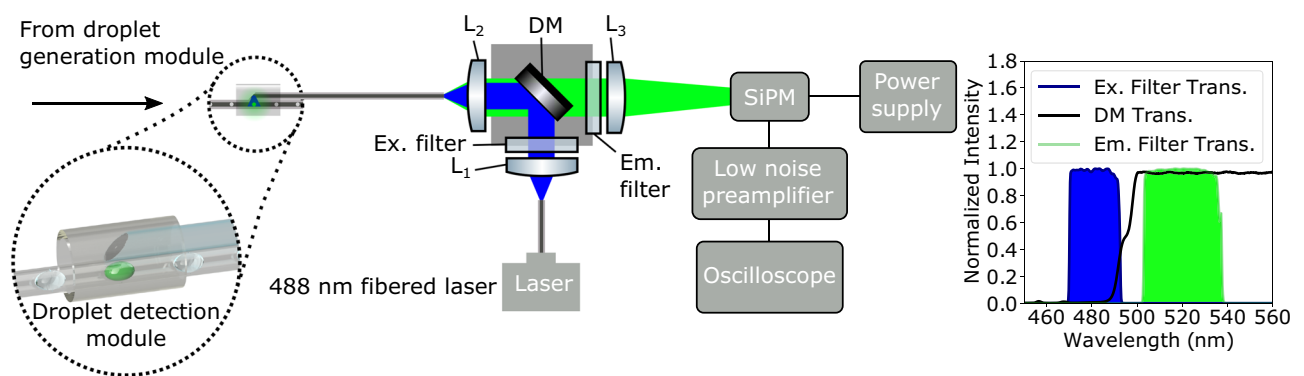 From droplet
generation module
L2
DM
L3
SiPM
Power
supply
Ex. filter
L1
Em.
filter
Low noise
preamplifier
Oscilloscope
488 nm fibered laser
Laser
Droplet detection
module
Ex. Filter Trans.
DM Trans.
Em. Filter Trans.
Normalized Intensity
1.8
1.6
1.4
1.2
1.0
0.8
0.6
0.4
0.2
0.0
460 480 500 520 540 560
Wavelength (nm)